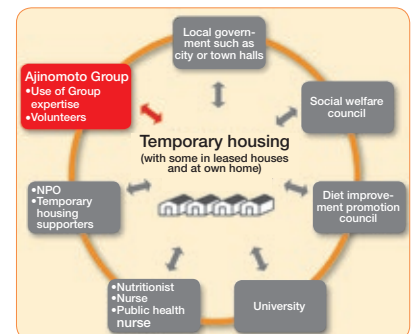 Local govern-
ment such as
city or town halls
Ajinomoto Group
•Use of Group
expertise
•Volunteers
Social welfare
council
Temporary housing
(with some in leased houses
and at own home)
•NPO
•Temporary
housing
supporters
Diet improve-
ment promotion
council
•Nutritionist
•Nurse
•Public health
nurse
University